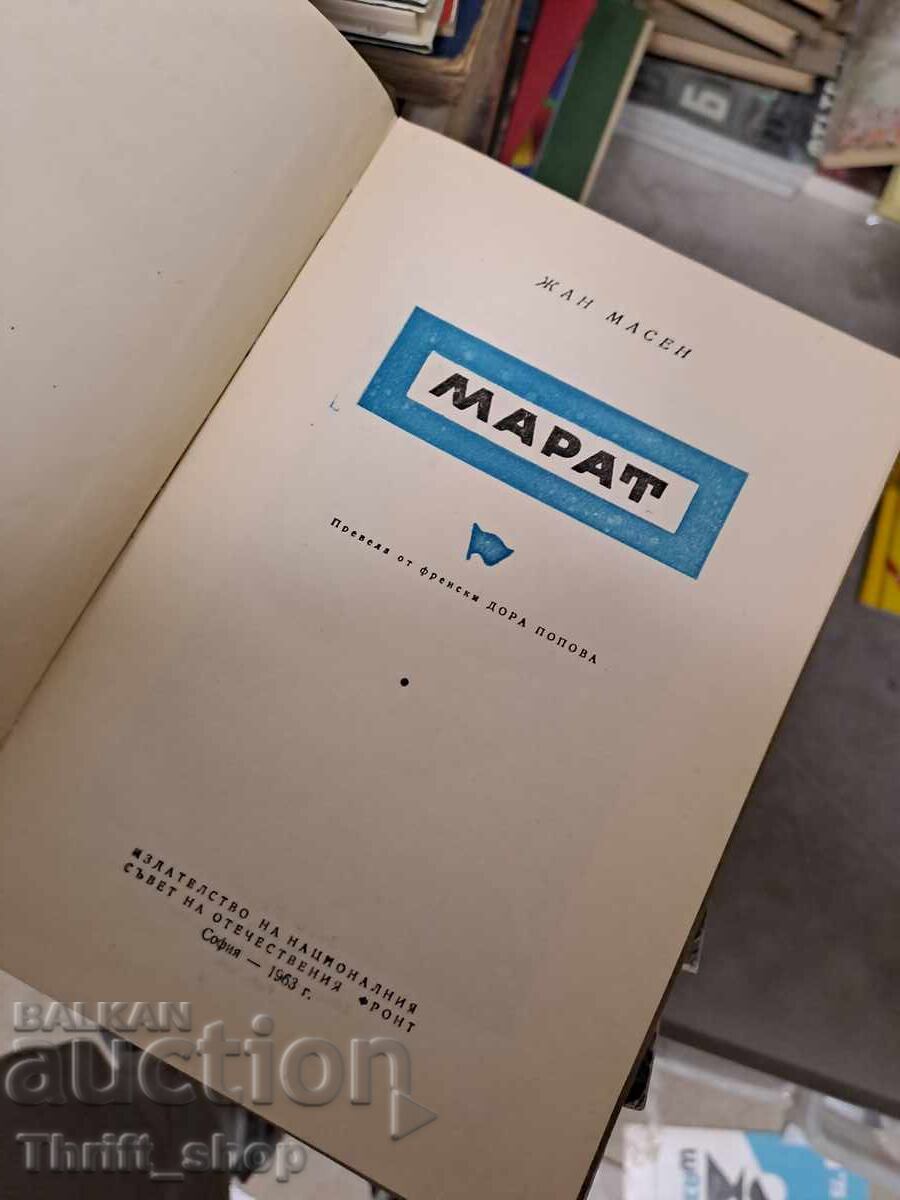 ЖАН МАСЕН
МАРАТ
Превела от френски ДОРА ПОПОВА
ИЗДАТЕЛСТВО НА НАЦИОНАЛНИЯ
СЪВЕТ НА ОТЕЧЕСТВЕНИЯ ФРОНТ
София — 1963 г.
Б
BALKAN
auction
Thrift_shop